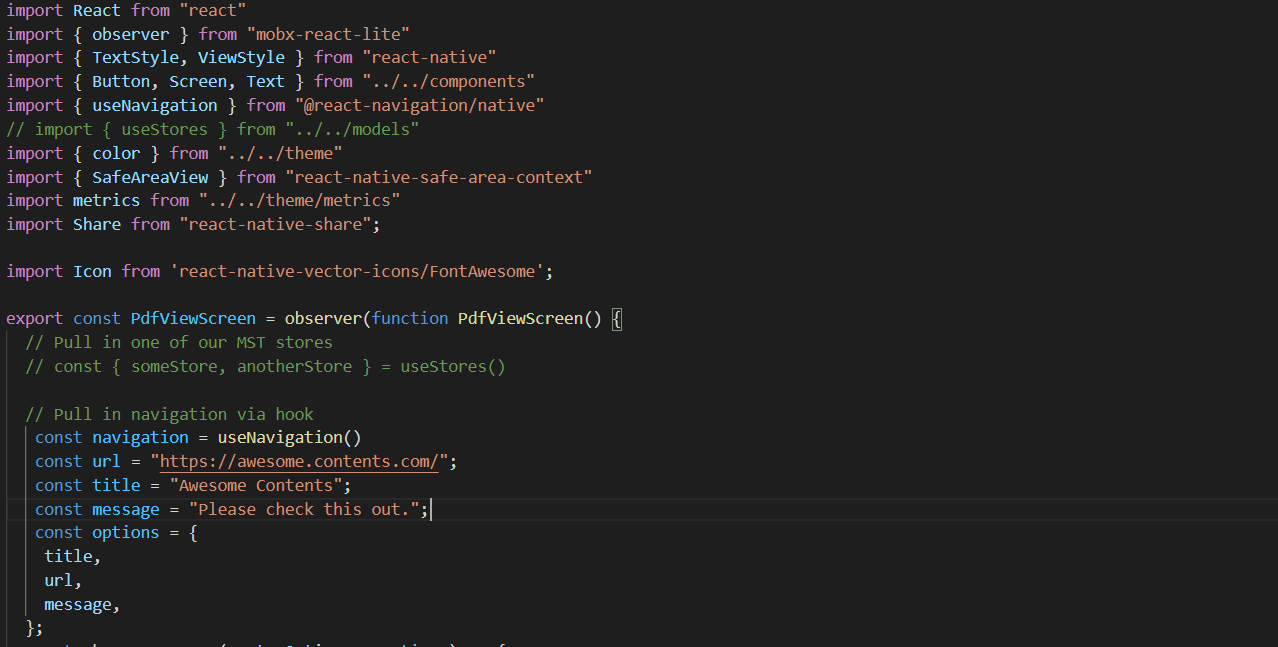 import React from "react"
import { observer } from "mobx-react-lite"
import { TextStyle, ViewStyle } from "react-native"
import { Button, Screen, Text } from "../../components"
import { useNavigation } from "@react-navigation/native"
// import { useStores } from "../../models"
import { color } from "../../theme"
import { SafeAreaView } from "react-native-safe-area-context"
import metrics from "../../theme/metrics"
import Share from "react-native-share";
import Icon from 'react-native-vector-icons/FontAwesome';
export const PdfViewScreen = observer(function PdfViewScreen() {
// Pull in one of our MST stores
// const { someStore, anotherStore } = useStores()
// Pull in navigation via hook
const navigation = useNavigation()
const url = "https://awesome.contents.com/";
const title = "Awesome Contents";
const message = "Please check this out.";
const options = {
title,
url,
message,
};